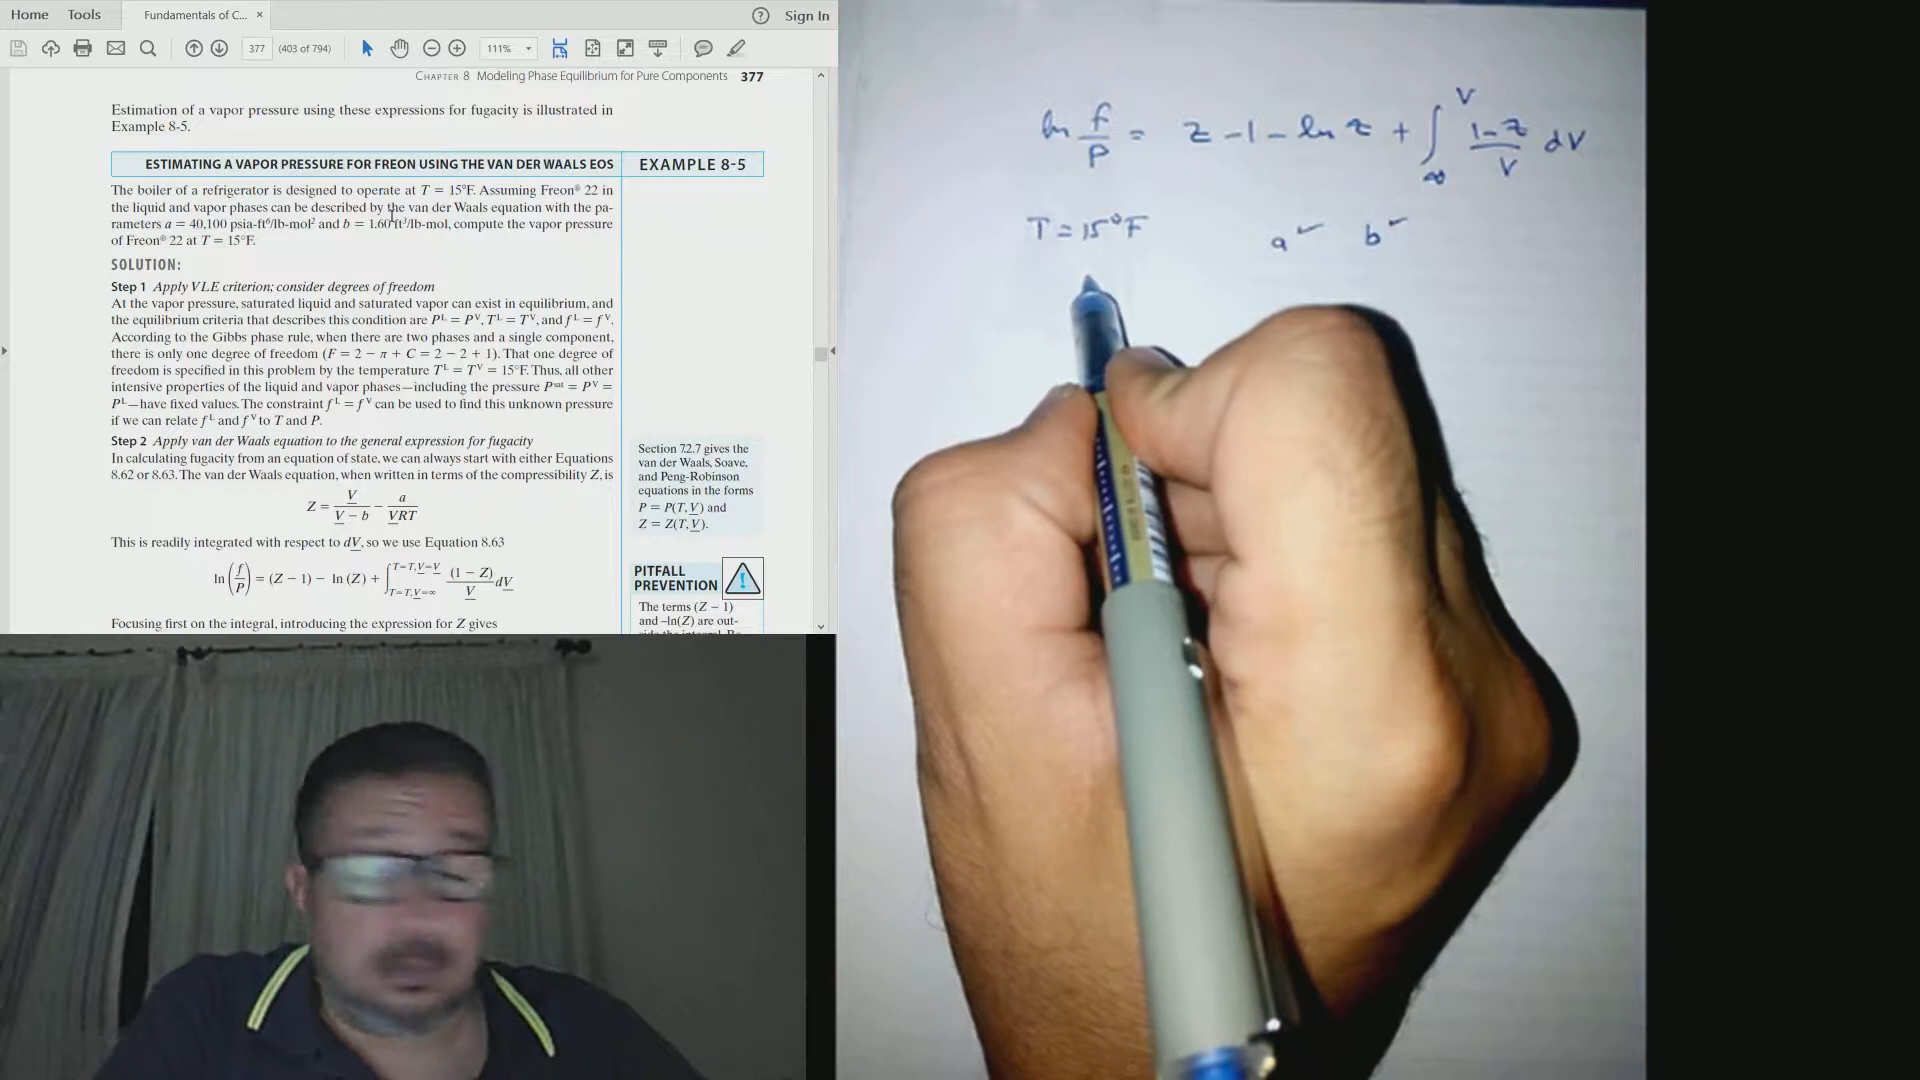 Home Tools Fundamentals of C... × ? Sign In
377 (403 of 794) 111%
CHAPTER 8 Modeling Phase Equilibrium for Pure Components 377
Estimation of a vapor pressure using these expressions for fugacity is illustrated in
Example 8-5.
ESTIMATING A VAPOR PRESSURE FOR FREON USING THE VAN DER WAALS EOS EXAMPLE 8-5
The boiler of a refrigerator is designed to operate at T = 15°F. Assuming Freon® 22 in
the liquid and vapor phases can be described by the van der Waals equation with the pa-
rameters a = 40,100 psia-ft⁶/lb-mol² and b = 1.60 ft³/lb-mol, compute the vapor pressure
of Freon® 22 at T = 15°F.
SOLUTION:
Step 1 Apply VLE criterion; consider degrees of freedom
At the vapor pressure, saturated liquid and saturated vapor can exist in equilibrium, and
the equilibrium criteria that describes this condition are Pᴸ = Pⱽ, Tᴸ = Tⱽ, and fᴸ = fⱽ.
According to the Gibbs phase rule, when there are two phases and a single component,
there is only one degree of freedom (F = 2 − π + C = 2 − 2 + 1). That one degree of
freedom is specified in this problem by the temperature Tᴸ = Tⱽ = 15°F. Thus, all other
intensive properties of the liquid and vapor phases—including the pressure Pˢᵃᵗ = Pⱽ =
Pᴸ—have fixed values. The constraint fᴸ = fⱽ can be used to find this unknown pressure
if we can relate fᴸ and fⱽ to T and P.
Step 2 Apply van der Waals equation to the general expression for fugacity
In calculating fugacity from an equation of state, we can always start with either Equations
8.62 or 8.63. The van der Waals equation, when written in terms of the compressibility Z, is
Z = V/(V − b) − a/(VRT)
This is readily integrated with respect to dV, so we use Equation 8.63
ln(f/P) = (Z − 1) − ln (Z) + ∫ T=T,V=V T=T,V=∞ (1 − Z)/V dV
Focusing first on the integral, introducing the expression for Z gives
Section 72.7 gives the
van der Waals, Soave,
and Peng-Robinson
equations in the forms
P = P(T, V) and
Z = Z(T, V).
PITFALL
PREVENTION
!
The terms (Z − 1)
and –ln(Z) are out-
ln f/P = z − 1 − ln z + ∫ ∞ V (1−z)/V dV
T = 15°F a ✓ b ✓